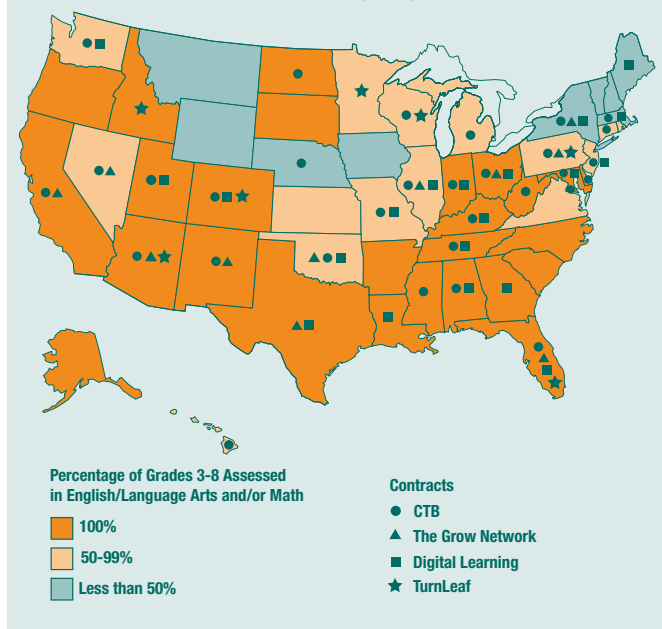 Percentage of Grades 3-8 Assessed
in English/Language Arts and/or Math
100%
50-99%
Less than 50%
Contracts
CTB
The Grow Network
Digital Learning
TurnLeaf